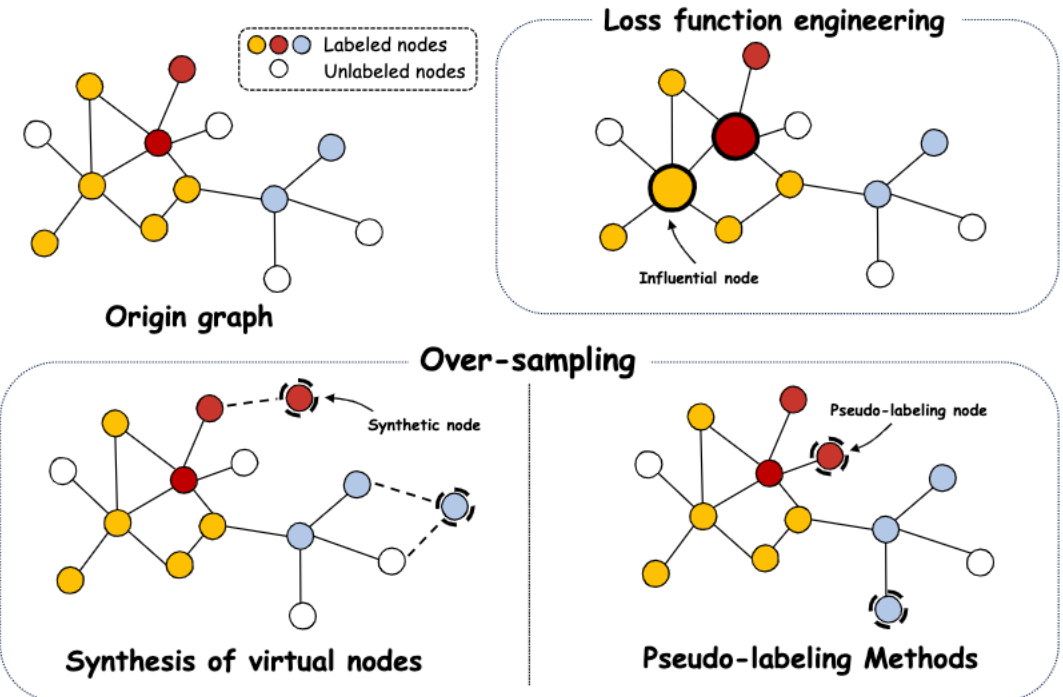 Labeled nodes
Unlabeled nodes
Origin graph
Loss function engineering
Influential node
Over-sampling
Synthetic node
Synthesis of virtual nodes
Pseudo-labeling node
Pseudo-labeling Methods